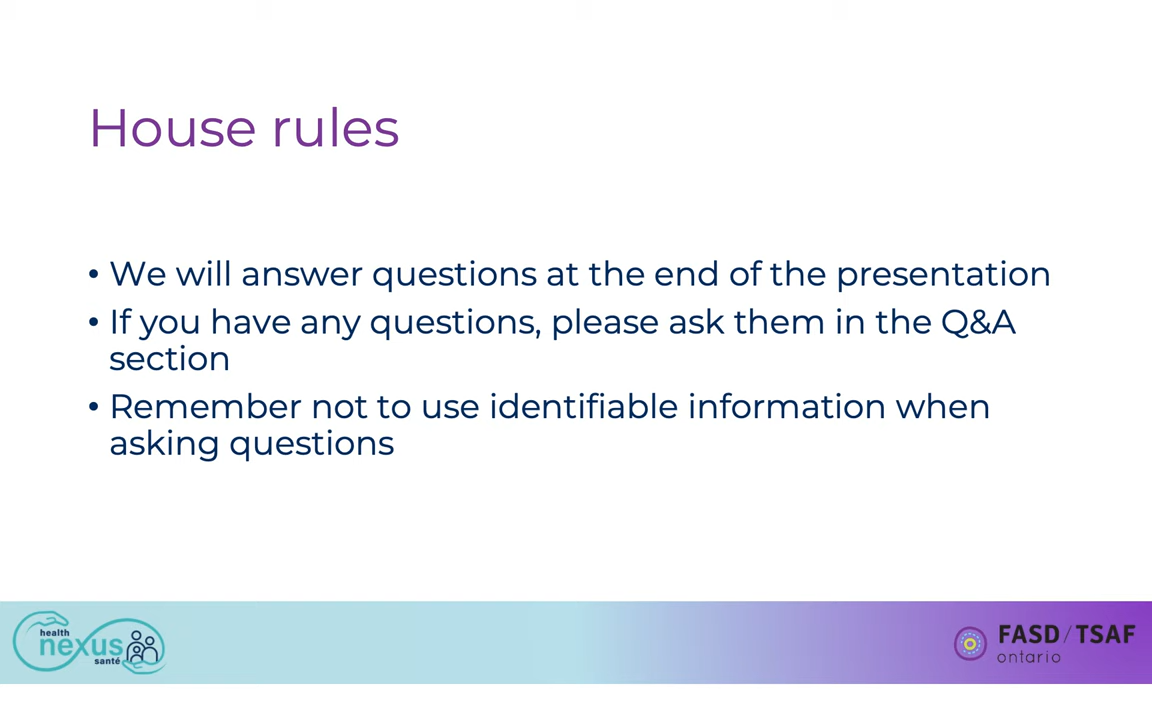 House rules
• We will answer questions at the end of the presentation
• If you have any questions, please ask them in the Q&A
section
• Remember not to use identifiable information when
asking questions
health
nexus
santé
FASD/TSAF
ontario